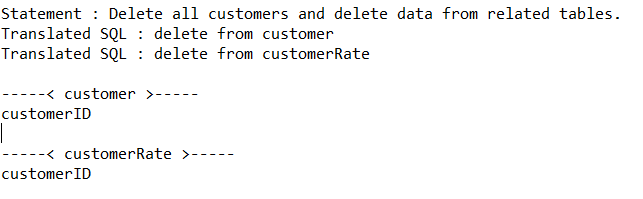 Statement : Delete all customers and delete data from related tables.
Translated SQL : delete from customer
Translated SQL : delete from customerRate
-----< customer >-----
customerID
-----< customerRate >-----
customerID